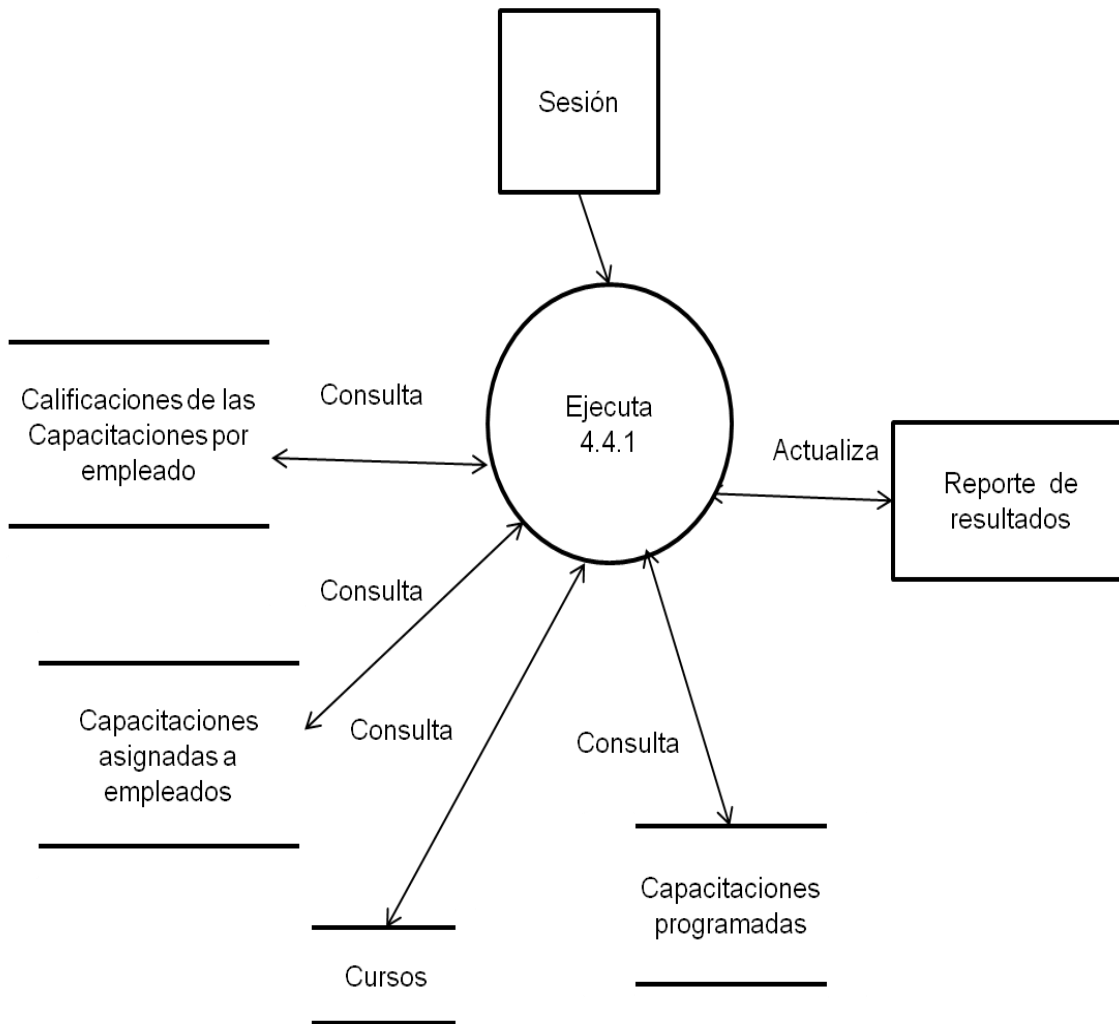 Sesión
Ejecuta
4.4.1
Calificaciones de las
Capacitaciones por
empleado
Consulta
Actualiza
Reporte de
resultados
Consulta
Capacitaciones
asignadas a
empleados
Consulta
Consulta
Capacitaciones
programadas
Cursos